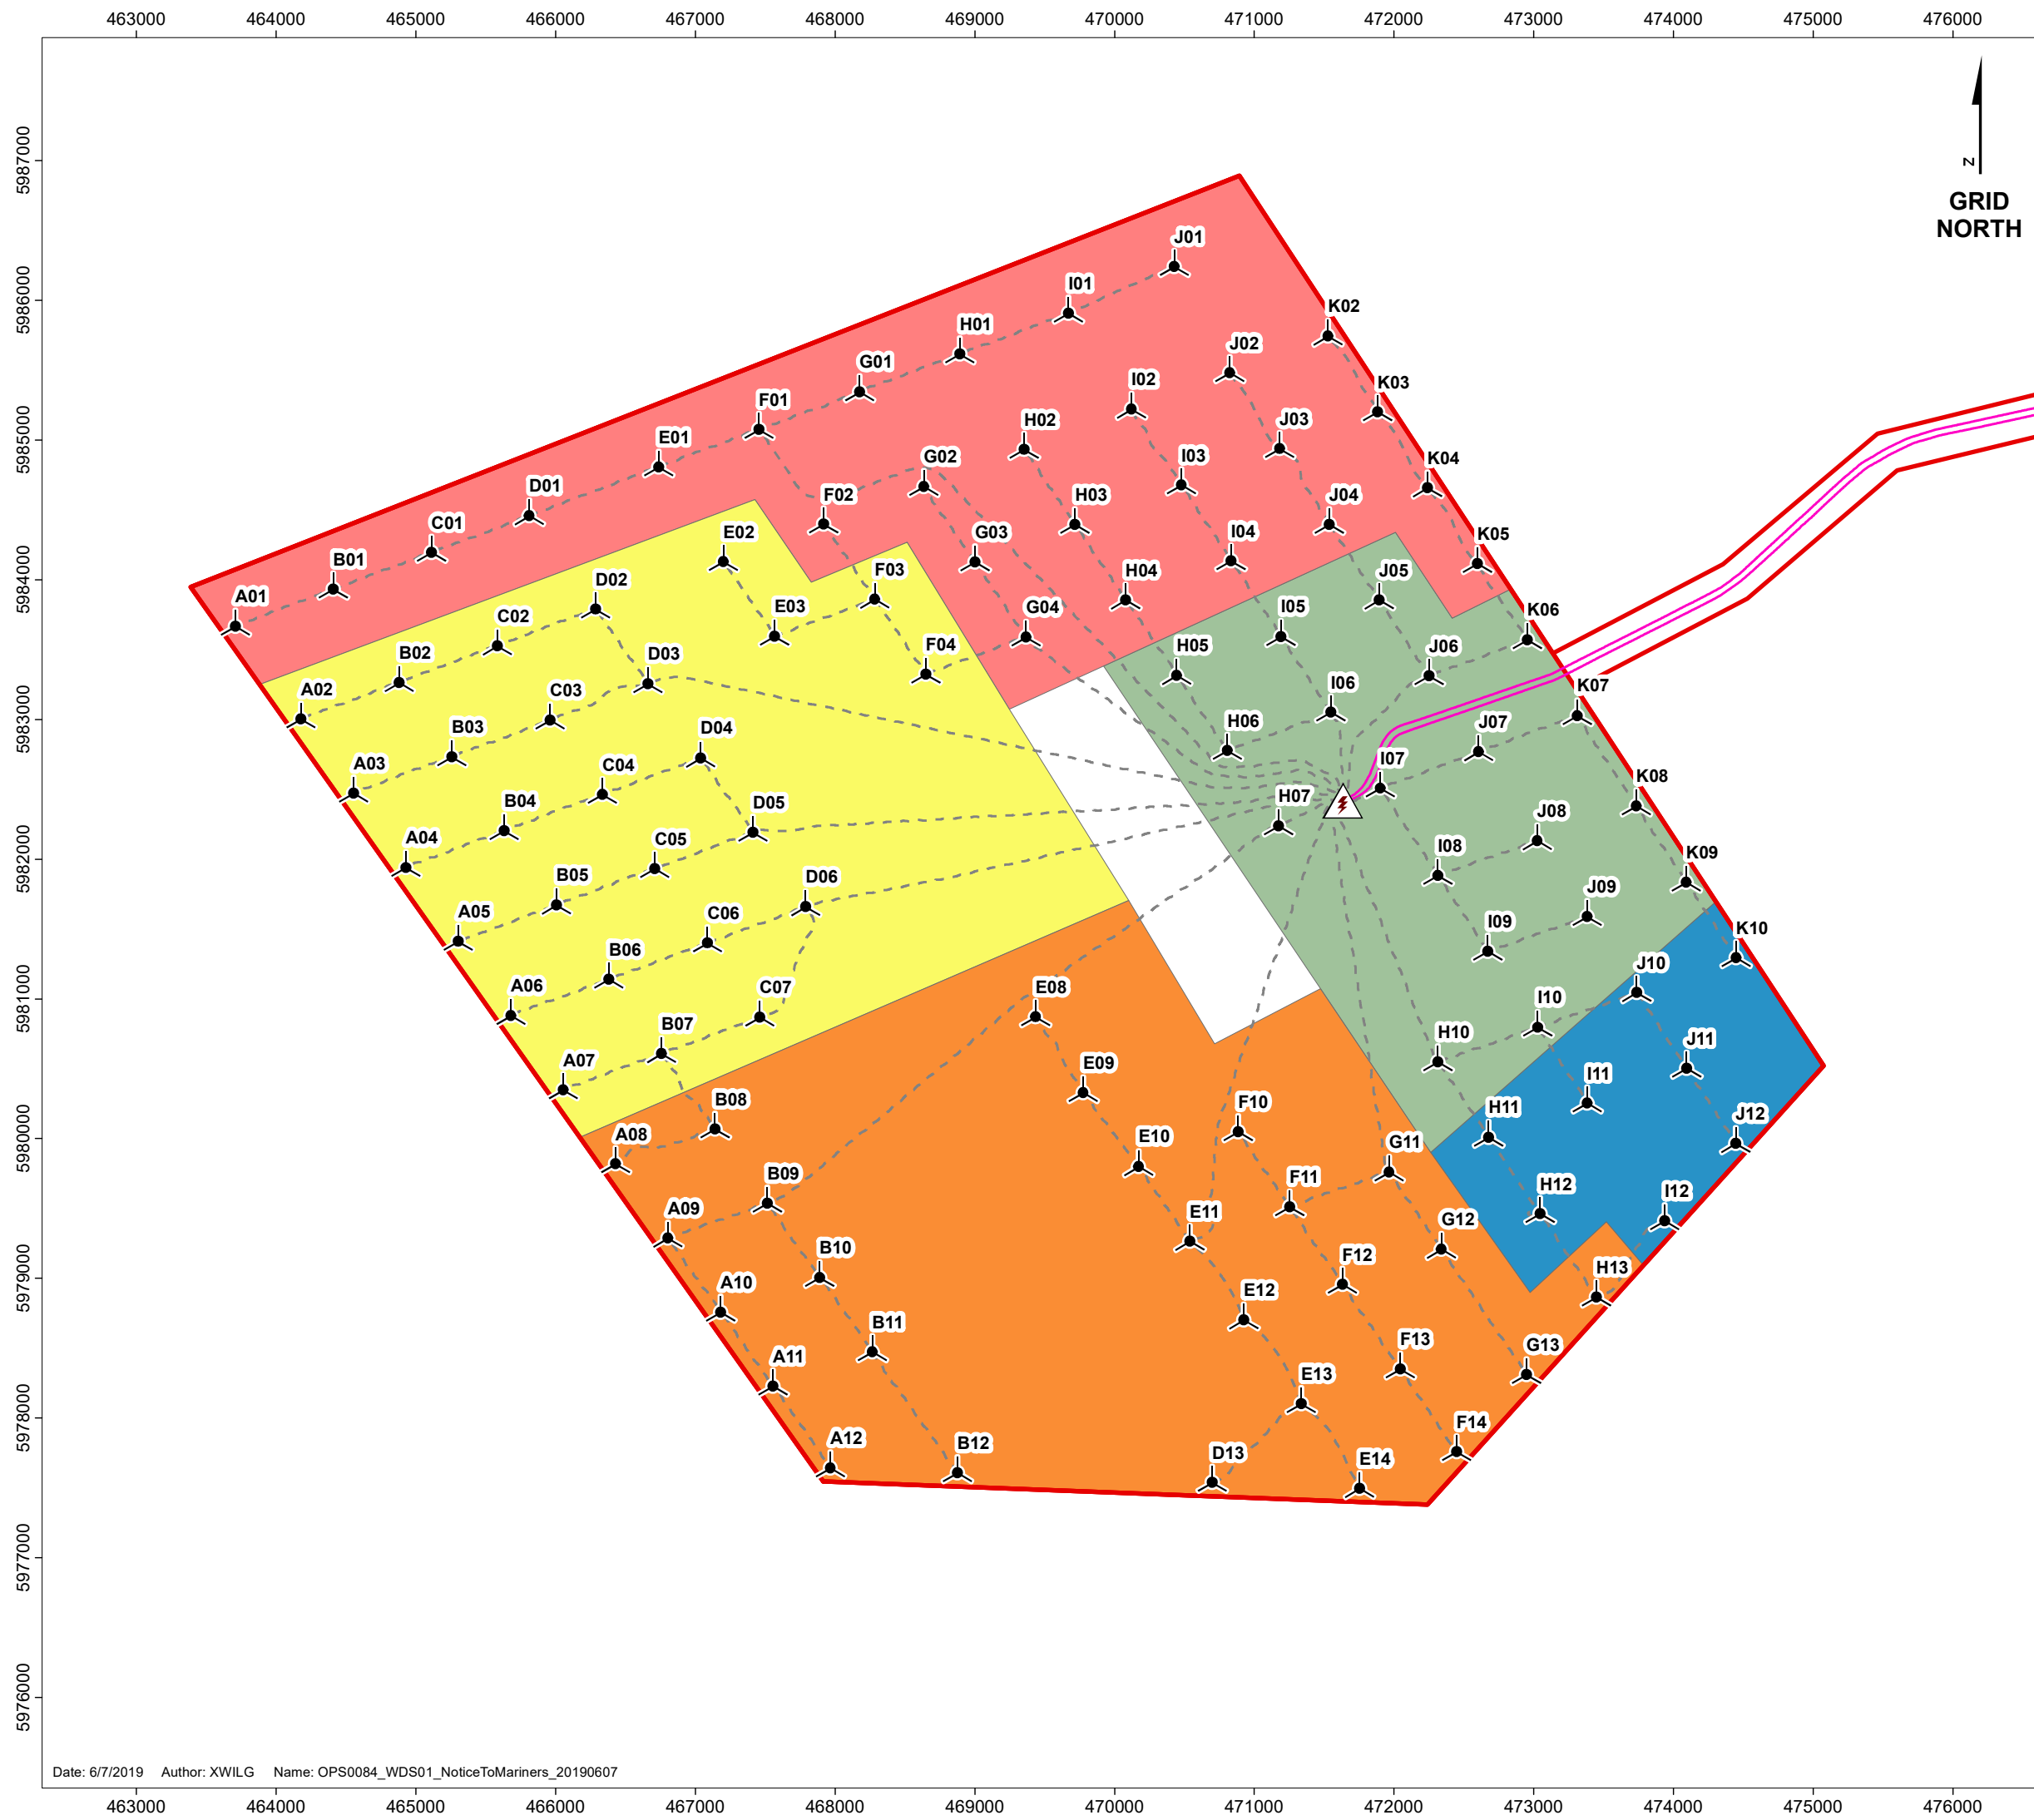 463000 464000 465000 466000 467000 468000 469000 470000 471000 472000 473000 474000 475000 476000
5987000
5986000
5985000
5984000
5983000
5982000
5981000
5980000
5979000
5978000
5977000
5976000
N
GRID
NORTH
J01
I01
K02
H01
J02
G01
I02
K03
F01
H02
J03
E01
G02
I03
K04
D01
F02
H03
J04
C01
E02
G03
I04
K05
B01
D02
F03
H04
J05
A01
C02
E03
G04
I05
K06
B02
D03
F04
H05
J06
A02
C03
I06
K07
B03
D04
H06
J07
A03
C04
I07
K08
B04
D05
H07
J08
A04
C05
I08
K09
B05
D06
J09
A05
C06
I09
K10
B06
J10
A06
C07
E08
I10
B07
H10
J11
A07
E09
I11
B08
F10
H11
J12
A08
E10
G11
B09
F11
H12
I12
A09
E11
G12
B10
F12
H13
A10
E12
B11
F13
G13
A11
E13
A12
B12
D13
E14
F14
Date: 6/7/2019 Author: XWILG Name: OPS0084_WDS01_NoticeToMariners_20190607
463000 464000 465000 466000 467000 468000 469000 470000 471000 472000 473000 474000 475000 476000